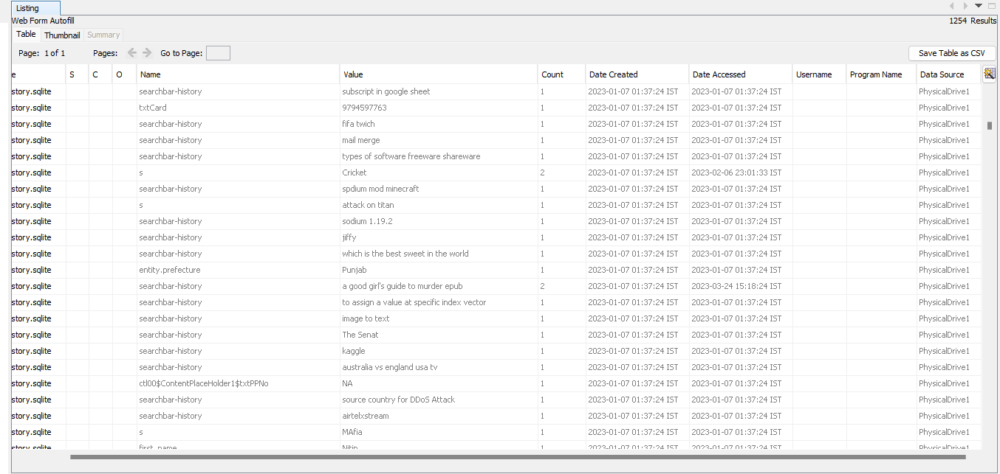 Listing
Web Form Autofill 1254 Results
Table Thumbnail Summary
Page: 1 of 1 Pages: Go to Page: Save Table as CSV
e S C O Name Value Count Date Created Date Accessed Username Program Name Data Source
story.sqlite searchbar-history subscript in google sheet 1 2023-01-07 01:37:24 IST 2023-01-07 01:37:24 IST PhysicalDrive1
story.sqlite txtCard 9794597763 1 2023-01-07 01:37:24 IST 2023-01-07 01:37:24 IST PhysicalDrive1
story.sqlite searchbar-history fifa twich 1 2023-01-07 01:37:24 IST 2023-01-07 01:37:24 IST PhysicalDrive1
story.sqlite searchbar-history mail merge 1 2023-01-07 01:37:24 IST 2023-01-07 01:37:24 IST PhysicalDrive1
story.sqlite searchbar-history types of software freeware shareware 1 2023-01-07 01:37:24 IST 2023-01-07 01:37:24 IST PhysicalDrive1
story.sqlite s Cricket 2 2023-01-07 01:37:24 IST 2023-02-06 23:01:33 IST PhysicalDrive1
story.sqlite searchbar-history spdium mod minecraft 1 2023-01-07 01:37:24 IST 2023-01-07 01:37:24 IST PhysicalDrive1
story.sqlite s attack on titan 1 2023-01-07 01:37:24 IST 2023-01-07 01:37:24 IST PhysicalDrive1
story.sqlite searchbar-history sodium 1.19.2 1 2023-01-07 01:37:24 IST 2023-01-07 01:37:24 IST PhysicalDrive1
story.sqlite searchbar-history jiffy 1 2023-01-07 01:37:24 IST 2023-01-07 01:37:24 IST PhysicalDrive1
story.sqlite searchbar-history which is the best sweet in the world 1 2023-01-07 01:37:24 IST 2023-01-07 01:37:24 IST PhysicalDrive1
story.sqlite entity.prefecture Punjab 1 2023-01-07 01:37:24 IST 2023-01-07 01:37:24 IST PhysicalDrive1
story.sqlite searchbar-history a good girl's guide to murder epub 2 2023-01-07 01:37:24 IST 2023-03-24 15:18:24 IST PhysicalDrive1
story.sqlite searchbar-history to assign a value at specific index vector 1 2023-01-07 01:37:24 IST 2023-01-07 01:37:24 IST PhysicalDrive1
story.sqlite searchbar-history image to text 1 2023-01-07 01:37:24 IST 2023-01-07 01:37:24 IST PhysicalDrive1
story.sqlite searchbar-history The Senat 1 2023-01-07 01:37:24 IST 2023-01-07 01:37:24 IST PhysicalDrive1
story.sqlite searchbar-history kaggle 1 2023-01-07 01:37:24 IST 2023-01-07 01:37:24 IST PhysicalDrive1
story.sqlite searchbar-history australia vs england usa tv 1 2023-01-07 01:37:24 IST 2023-01-07 01:37:24 IST PhysicalDrive1
story.sqlite ctl00$ContentPlaceHolder1$txtPPNo NA 1 2023-01-07 01:37:24 IST 2023-01-07 01:37:24 IST PhysicalDrive1
story.sqlite searchbar-history source country for DDoS Attack 1 2023-01-07 01:37:24 IST 2023-01-07 01:37:24 IST PhysicalDrive1
story.sqlite searchbar-history airtelxstream 1 2023-01-07 01:37:24 IST 2023-01-07 01:37:24 IST PhysicalDrive1
story.sqlite s MAfia 1 2023-01-07 01:37:24 IST 2023-01-07 01:37:24 IST PhysicalDrive1
story.sqlite first_name Nitin 1 2023-01-07 01:37:24 IST 2023-01-07 01:37:24 IST PhysicalDrive1